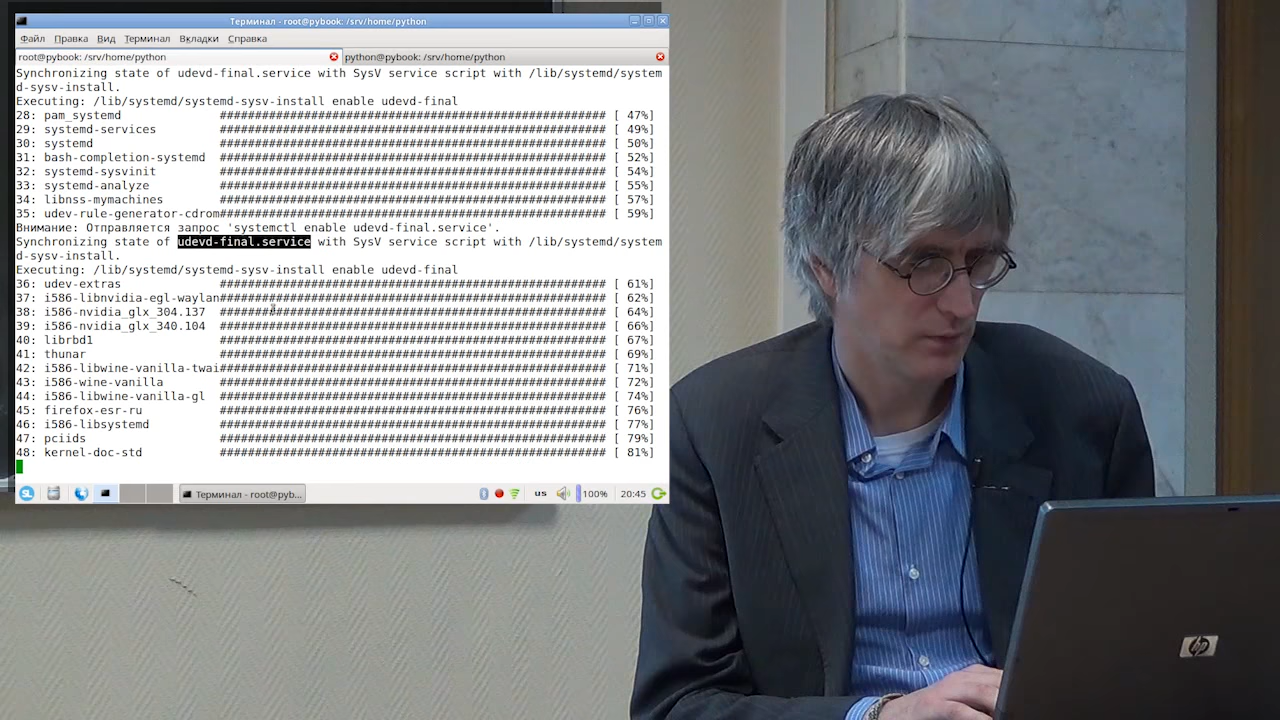 Терминал - root@pybook: /srv/home/python
Файл Правка Вид Терминал Вкладки Справка
root@pybook: /srv/home/python python@pybook: /srv/home/python
Synchronizing state of udevd-final.service with SysV service script with /lib/systemd/system
d-sysv-install.
Executing: /lib/systemd/systemd-sysv-install enable udevd-final
28: pam_systemd ####################################################### [ 47%]
29: systemd-services ####################################################### [ 49%]
30: systemd ####################################################### [ 50%]
31: bash-completion-systemd ####################################################### [ 52%]
32: systemd-sysvinit ####################################################### [ 54%]
33: systemd-analyze ####################################################### [ 55%]
34: libnss-mymachines ####################################################### [ 57%]
35: udev-rule-generator-cdrom####################################################### [ 59%]
Внимание: Отправляется запрос 'systemctl enable udevd-final.service'.
Synchronizing state of udevd-final.service with SysV service script with /lib/systemd/system
d-sysv-install.
Executing: /lib/systemd/systemd-sysv-install enable udevd-final
36: udev-extras ####################################################### [ 61%]
37: i586-libnvidia-egl-waylan####################################################### [ 62%]
38: i586-nvidia_glx_304.137 ####################################################### [ 64%]
39: i586-nvidia_glx_340.104 ####################################################### [ 66%]
40: librbd1 ####################################################### [ 67%]
41: thunar ####################################################### [ 69%]
42: i586-libwine-vanilla-twai####################################################### [ 71%]
43: i586-wine-vanilla ####################################################### [ 72%]
44: i586-libwine-vanilla-gl ####################################################### [ 74%]
45: firefox-esr-ru ####################################################### [ 76%]
46: i586-libsystemd ####################################################### [ 77%]
47: pciids ####################################################### [ 79%]
48: kernel-doc-std ####################################################### [ 81%]
SL Терминал - root@pyb... us 100% 20:45
hp